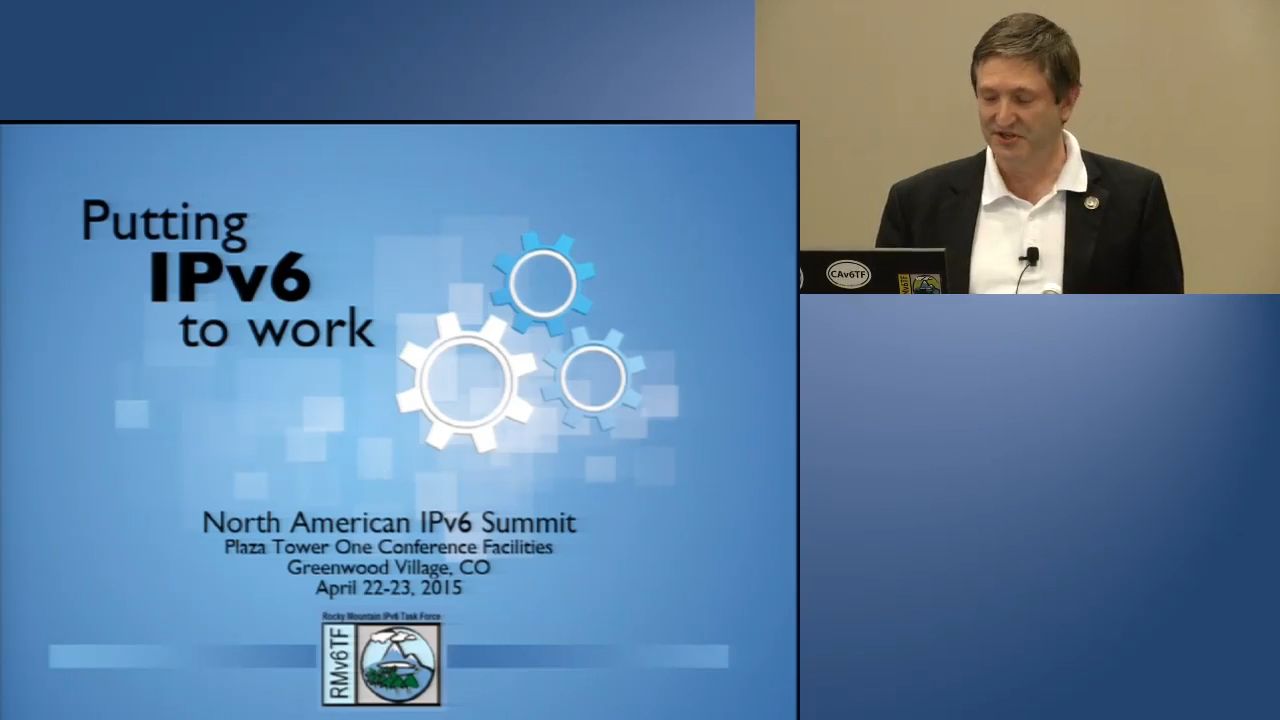 Putting
IPv6
to work
North American IPv6 Summit
Plaza Tower One Conference Facilities
Greenwood Village, CO
April 22-23, 2015
Rocky Mountain IPv6 Task Force
RMv6TF
CAv6TF